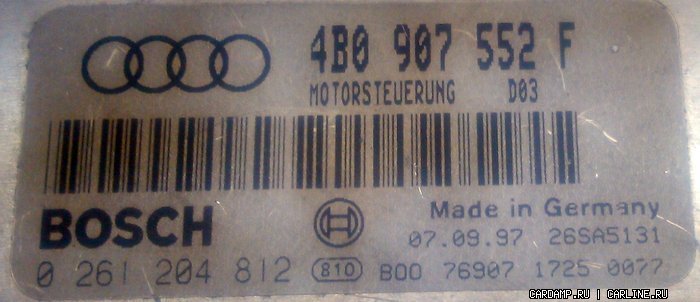 4B0 907 552 F
MOTORSTEUERUNG D03
BOSCH
Made in Germany
07.09.97 26SA5131
0 261 204 812 810 B00 76907 1725 0077
CARDAMP.RU | CARLINE.RU